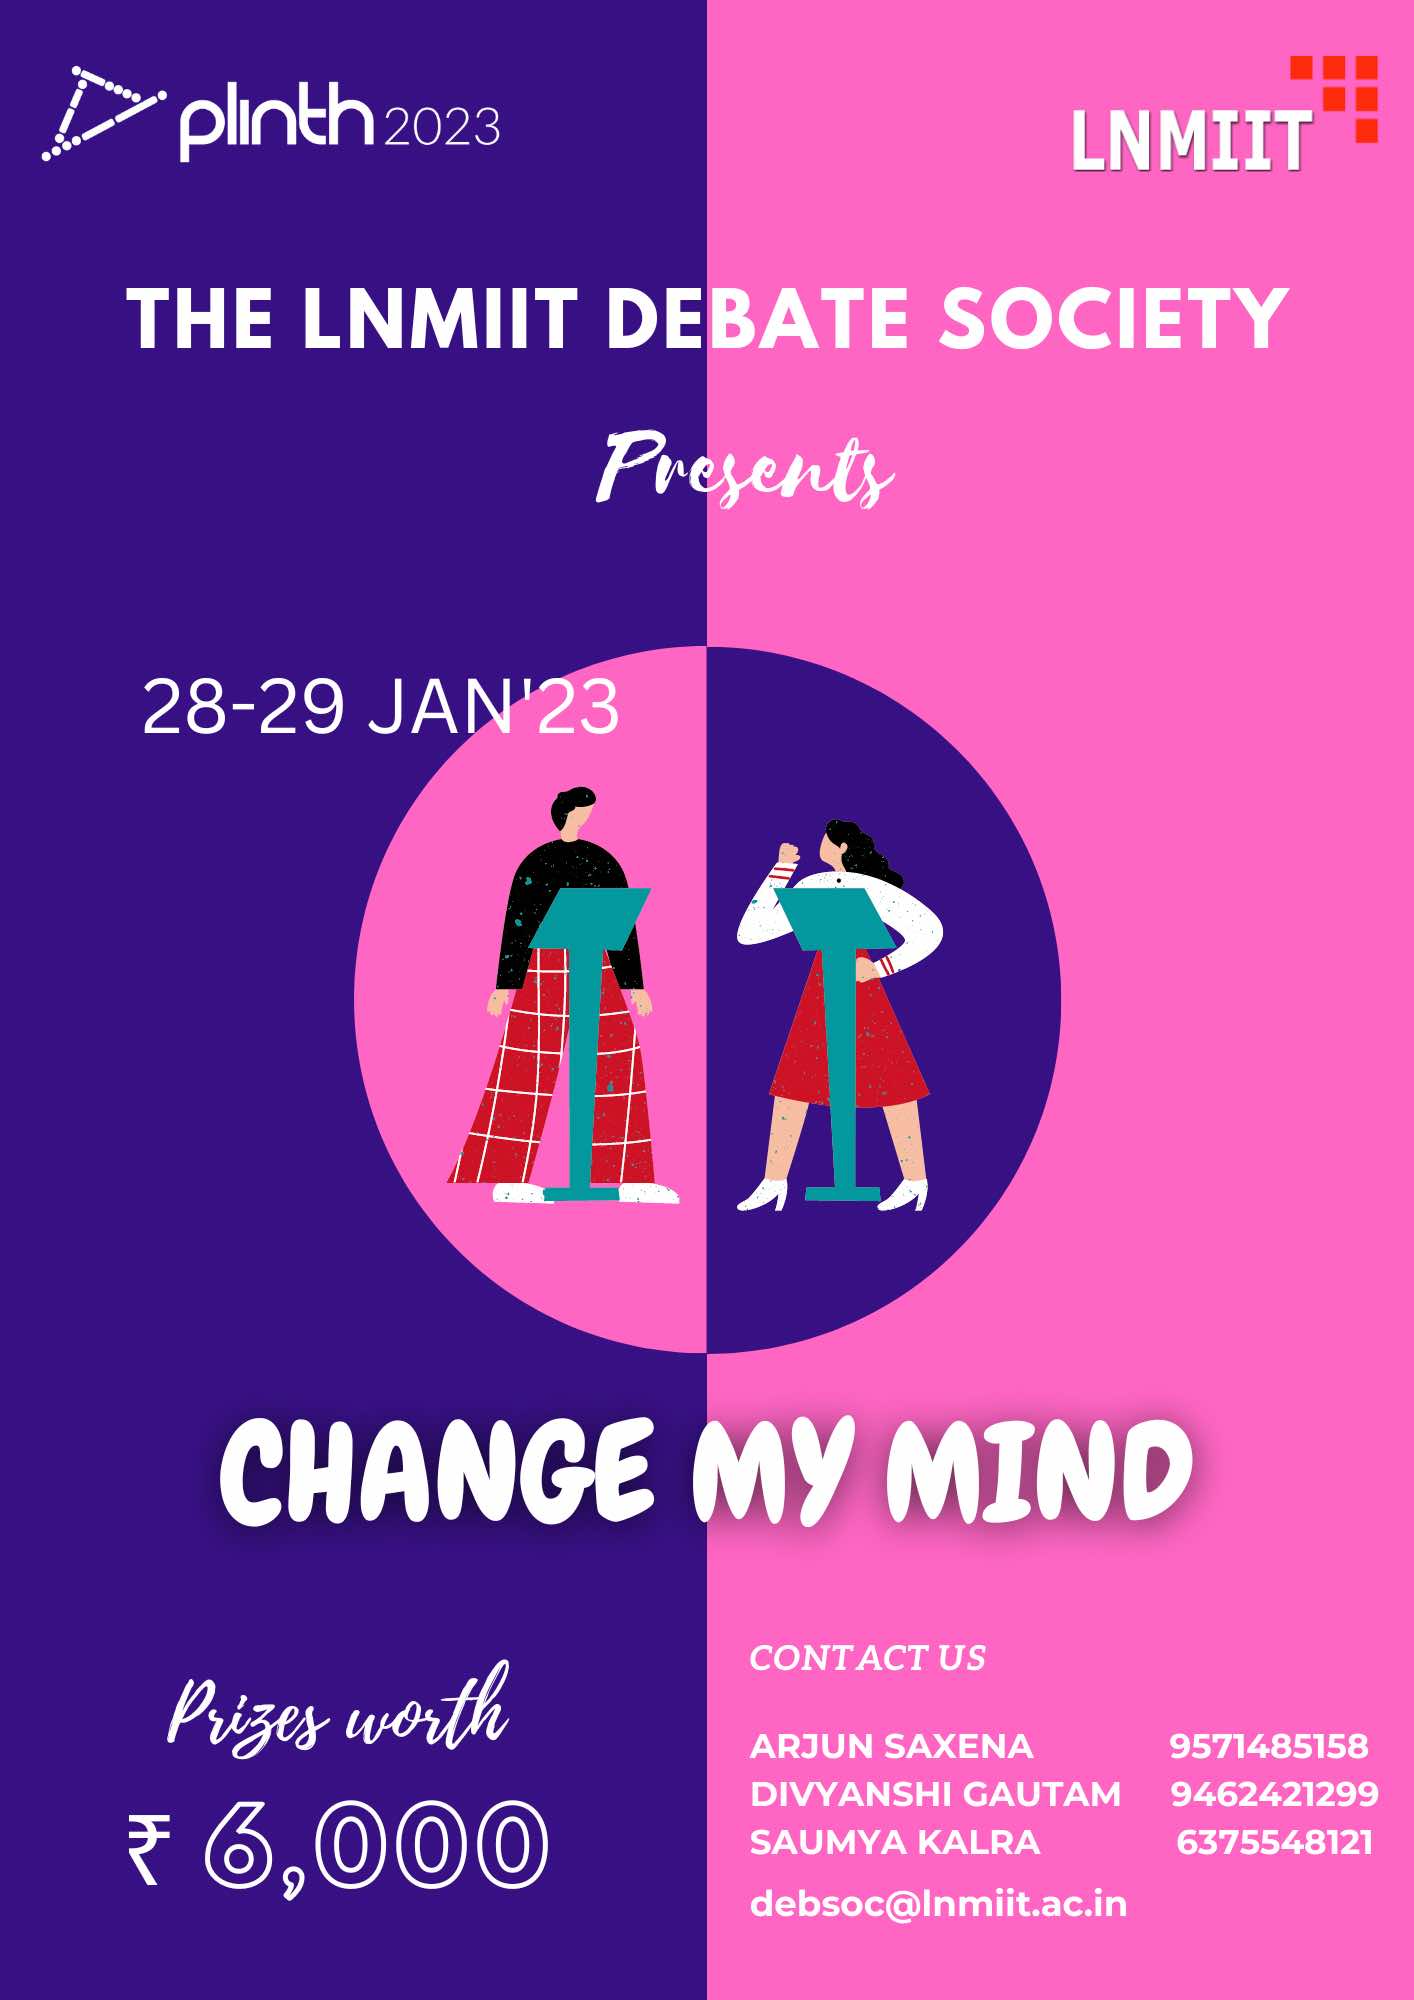 plinth 2023
LNMIIT
THE LNMIIT DEBATE SOCIETY
Presents
28-29 JAN'23
CHANGE MY MIND
Prizes worth
₹ 6,000
CONTACT US
ARJUN SAXENA 9571485158
DIVYANSHI GAUTAM 9462421299
SAUMYA KALRA 6375548121
debsoc@lnmiit.ac.in